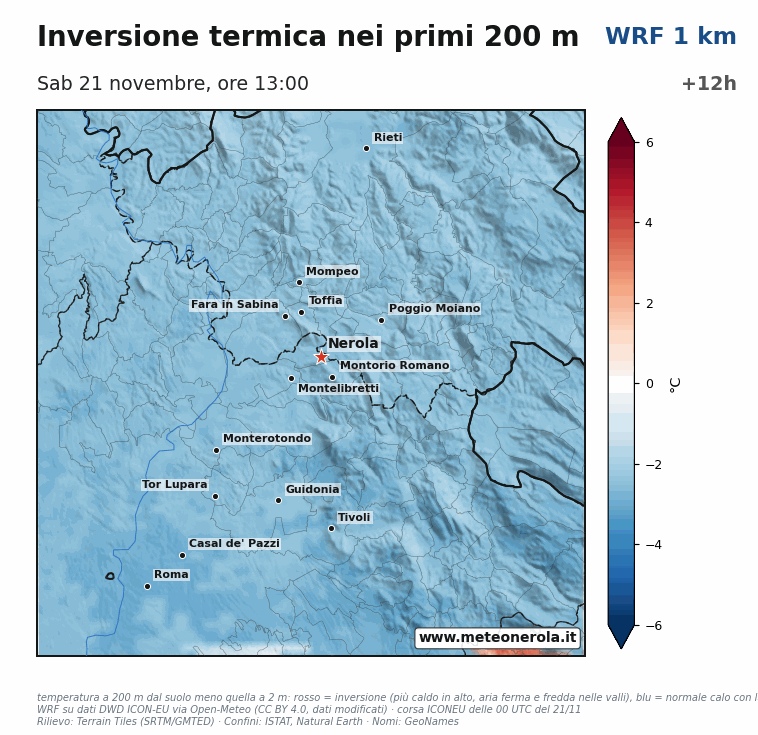 Inversione termica nei primi 200 m
WRF 1 km
Sab 21 novembre, ore 13:00
+12h
Rieti
Mompeo
Toffia
Fara in Sabina
Poggio Moiano
Nerola
Montorio Romano
Montelibretti
Monterotondo
Tor Lupara
Guidonia
Tivoli
Casal de' Pazzi
Roma
www.meteonerola.it
6
4
2
0
−2
−4
−6
°C
temperatura a 200 m dal suolo meno quella a 2 m: rosso = inversione (più caldo in alto, aria ferma e fredda nelle valli), blu = normale calo con l
WRF su dati DWD ICON-EU via Open-Meteo (CC BY 4.0, dati modificati) · corsa ICONEU delle 00 UTC del 21/11
Rilievo: Terrain Tiles (SRTM/GMTED) · Confini: ISTAT, Natural Earth · Nomi: GeoNames